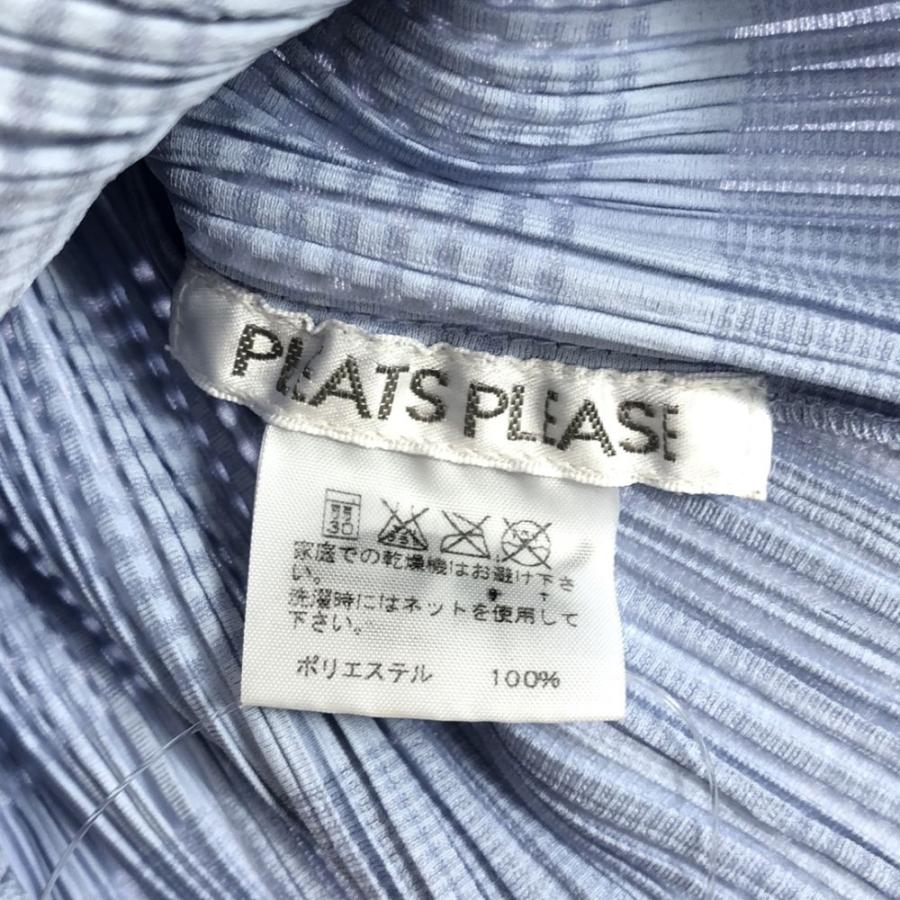 PLEATS PLEASE
弱
30
家庭での乾燥機はお避け下さ
い。
洗濯時にはネットを使用して
下さい。
ポリエステル 100%